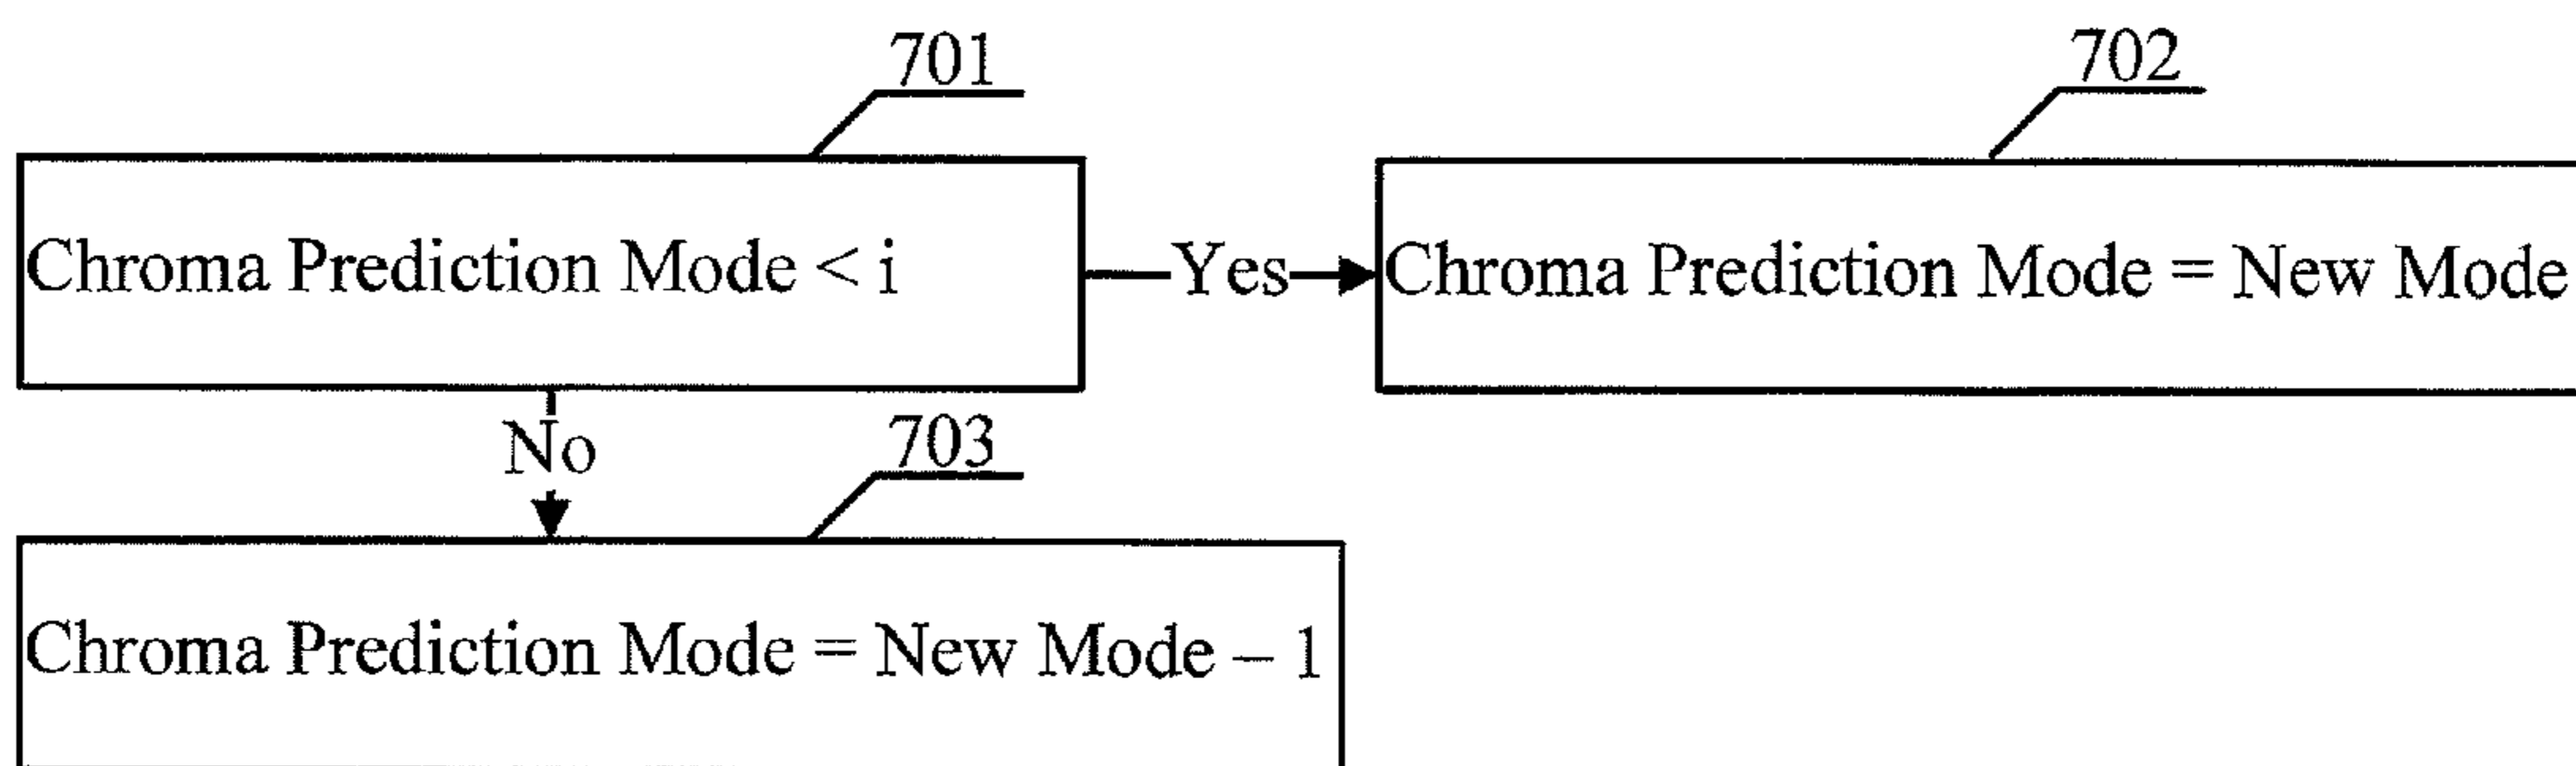 701
702
Chroma Prediction Mode < i
Yes
Chroma Prediction Mode = New Mode
No
703
Chroma Prediction Mode = New Mode – 1